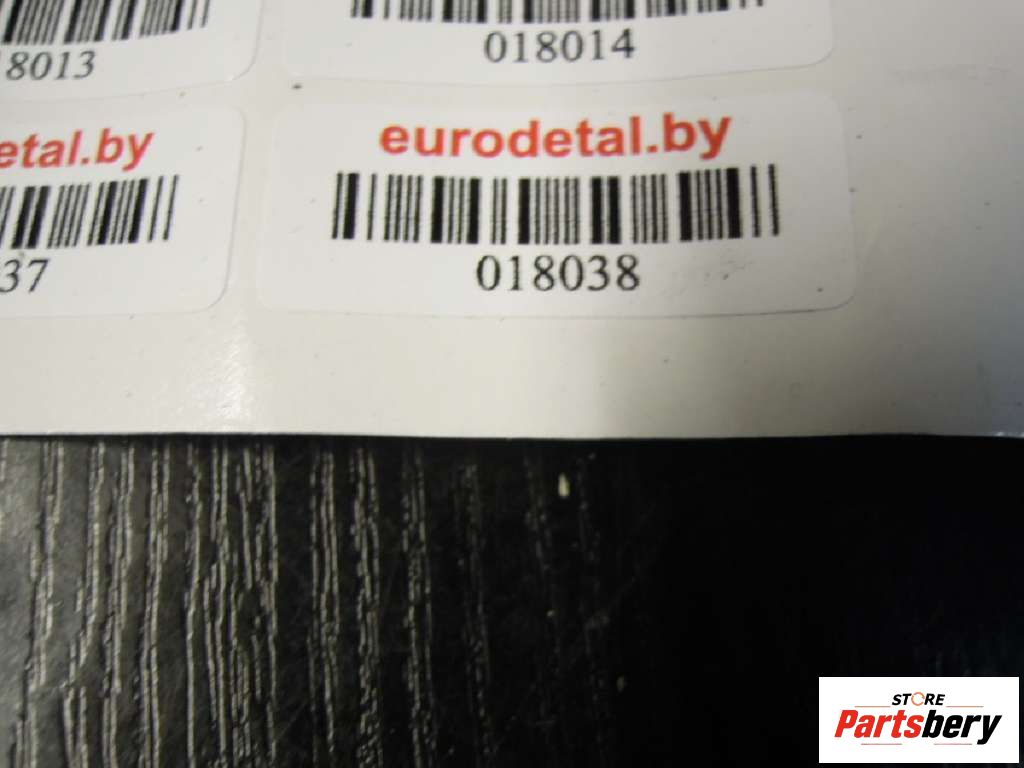 8013
018014
etal.by
37
eurodetal.by
018038
STORE
Partsbery